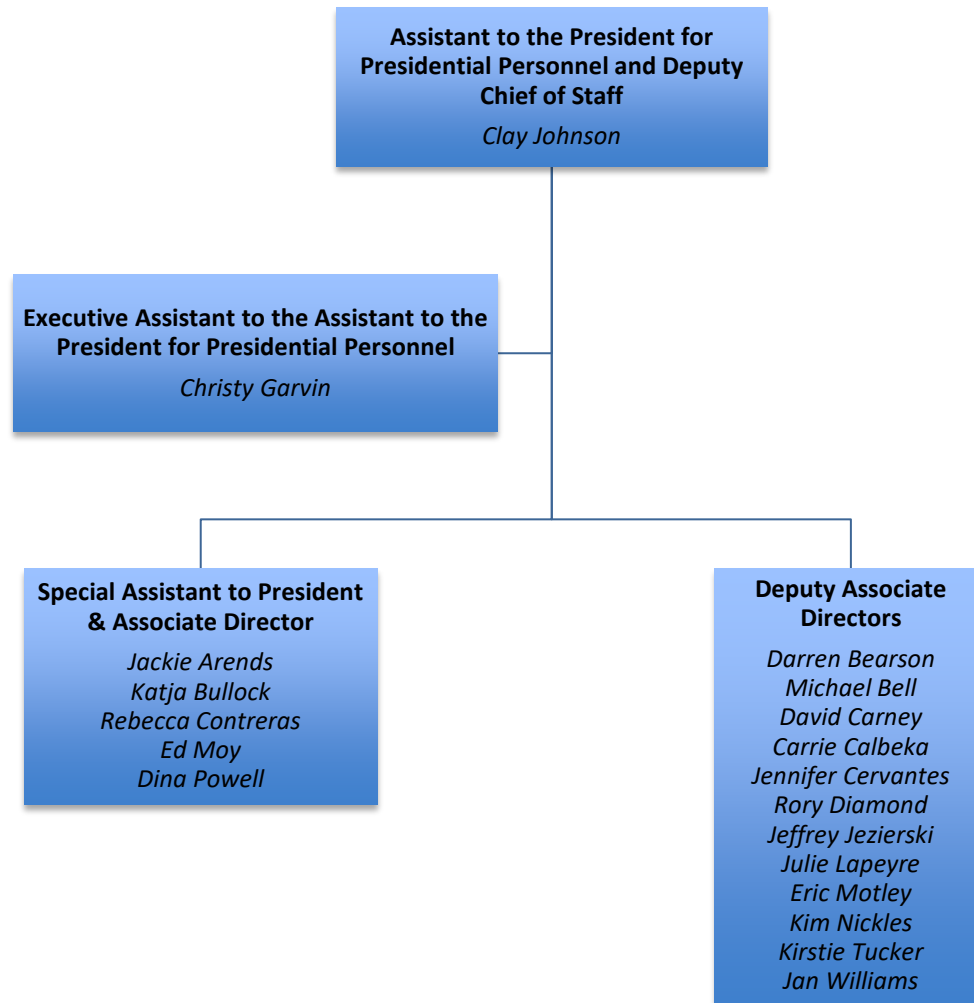 Assistant to the President for
Presidential Personnel and Deputy
Chief of Staff
Clay Johnson
Executive Assistant to the Assistant to the
President for Presidential Personnel
Christy Garvin
Special Assistant to President
& Associate Director
Jackie Arends
Katja Bullock
Rebecca Contreras
Ed Moy
Dina Powell
Deputy Associate
Directors
Darren Bearson
Michael Bell
David Carney
Carrie Calbeka
Jennifer Cervantes
Rory Diamond
Jeffrey Jezierski
Julie Lapeyre
Eric Motley
Kim Nickles
Kirstie Tucker
Jan Williams